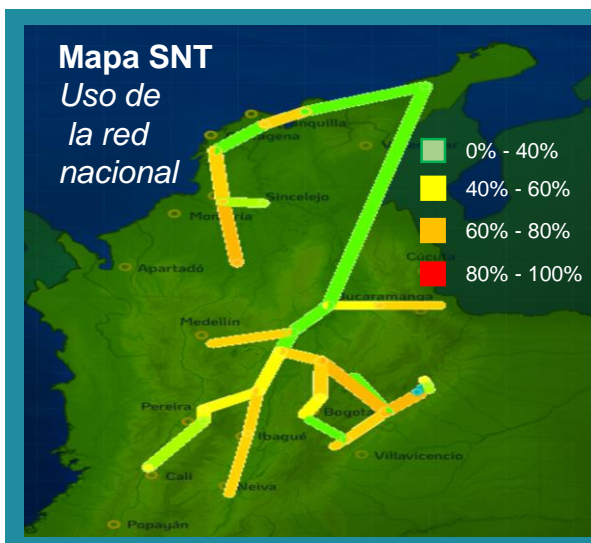 Mapa SNT
Uso de
la red
nacional
0% - 40%
40% - 60%
60% - 80%
80% - 100%
Sincelejo
Montería
Cúcuta
Apartadó
Bucaramanga
Medellín
Pereira
Bogotá
Ibagué
Villavicencio
Cali
Neiva
Popayán